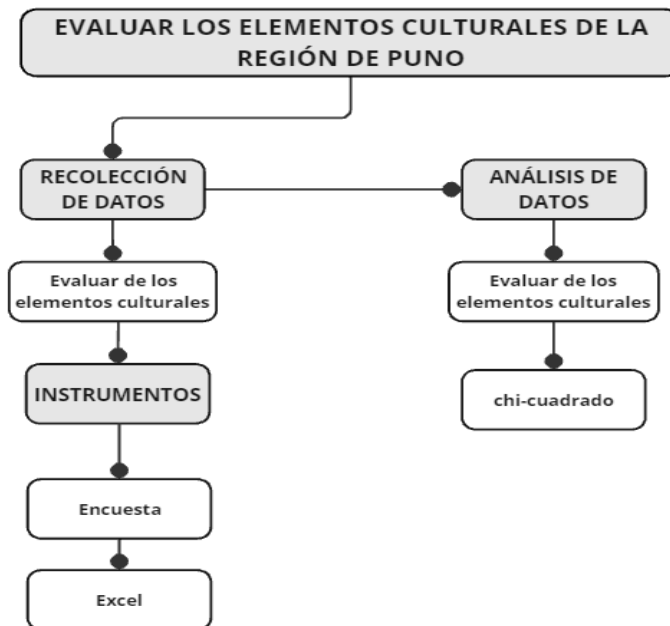 EVALUAR LOS ELEMENTOS CULTURALES DE LA
REGIÓN DE PUNO
RECOLECCIÓN
DE DATOS
ANÁLISIS DE
DATOS
Evaluar de los
elementos culturales
Evaluar de los
elementos culturales
INSTRUMENTOS
chi-cuadrado
Encuesta
Excel